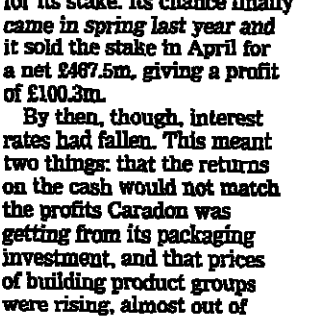 for its stake. Its chance finally
came in spring last year and
it sold the stake in April for
a net £467.5m, giving a profit
of £100.3m.
By then, though, interest
rates had fallen. This meant
two things: that the returns
on the cash would not match
the profits Caradon was
getting from its packaging
investment, and that prices
of building product groups
were rising, almost out of